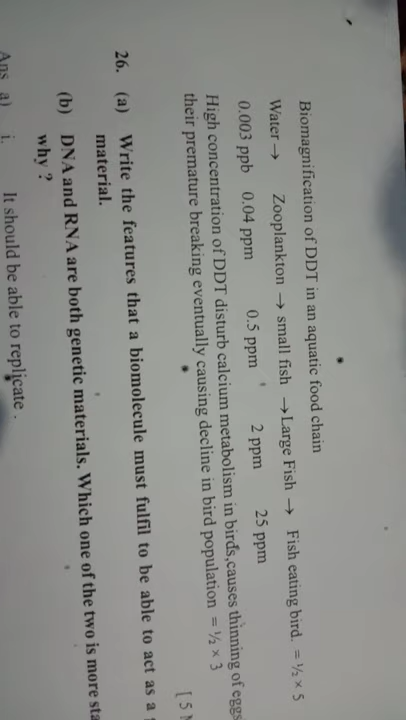 Biomagnification of DDT in an aquatic food chain
Water → Zooplankton → small fish →Large Fish → Fish eating bird. = ½ x 5
0.003 ppb 0.04 ppm 0.5 ppm 2 ppm 25 ppm
High concentration of DDT disturb calcium metabolism in birds,causes thinning of eggs
their premature breaking eventually causing decline in bird population = ½ x 3
[ 5
26. (a) Write the features that a biomolecule must fulfil to be able to act as a
material.
(b) DNA and RNA are both genetic materials. Which one of the two is more
why ?
Ans a) i. It should be able to replicate .